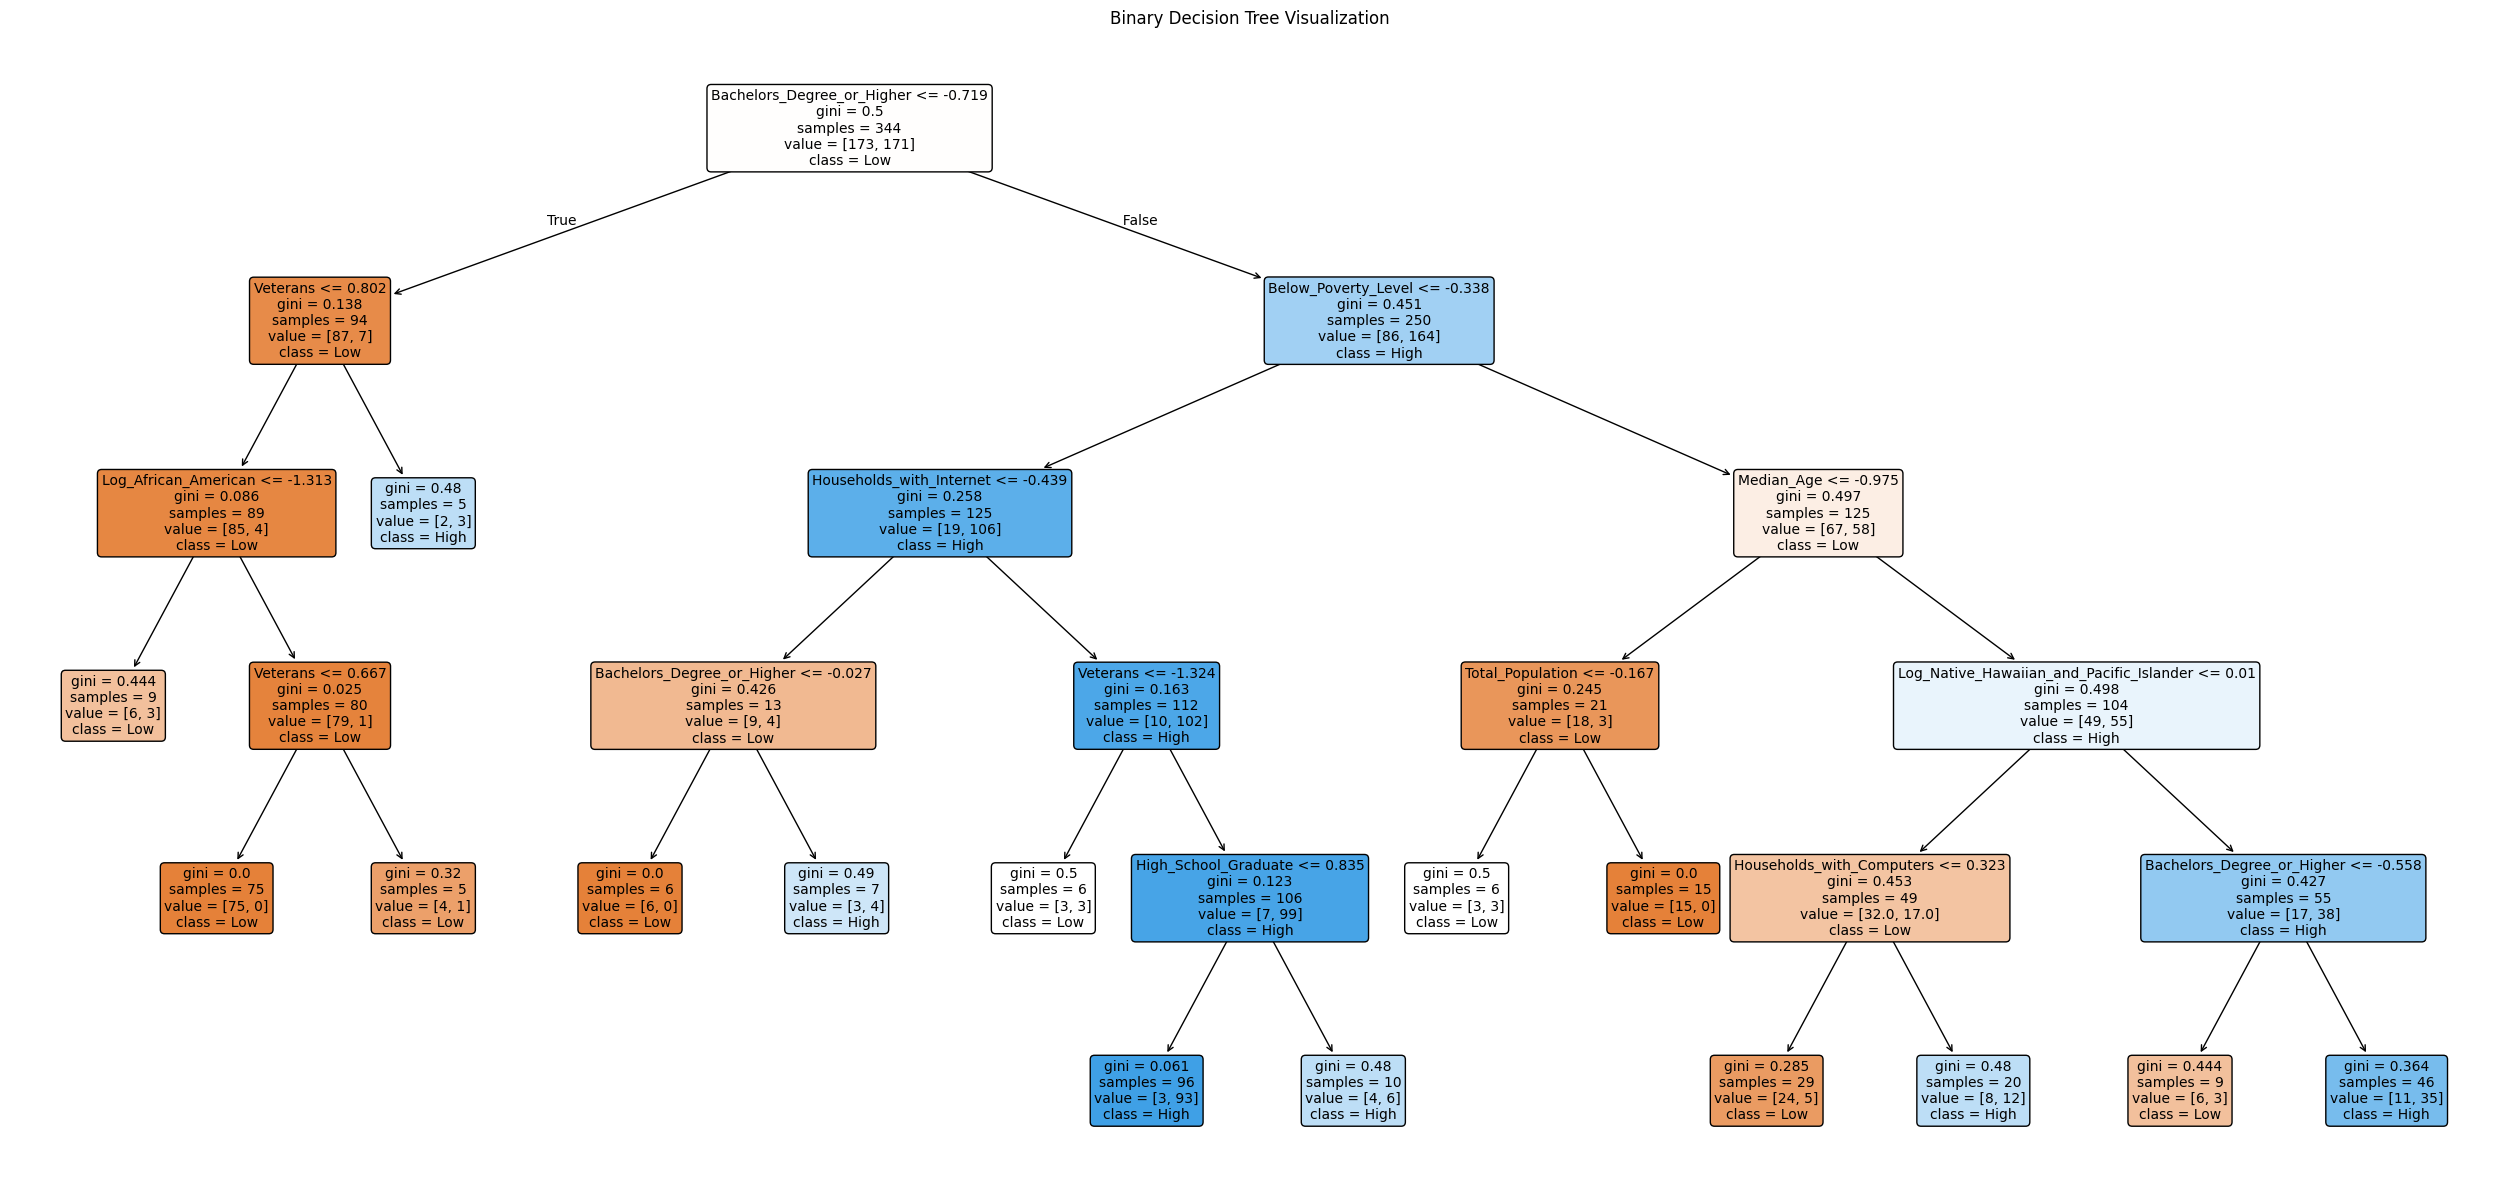 Binary Decision Tree Visualization
Bachelors_Degree_or_Higher <= -0.719
gini = 0.5
samples = 344
value = [173, 171]
class = Low
True
False
Veterans <= 0.802
gini = 0.138
samples = 94
value = [87, 7]
class = Low
Below_Poverty_Level <= -0.338
gini = 0.451
samples = 250
value = [86, 164]
class = High
Log_African_American <= -1.313
gini = 0.086
samples = 89
value = [85, 4]
class = Low
gini = 0.48
samples = 5
value = [2, 3]
class = High
Households_with_Internet <= -0.439
gini = 0.258
samples = 125
value = [19, 106]
class = High
Median_Age <= -0.975
gini = 0.497
samples = 125
value = [67, 58]
class = Low
gini = 0.444
samples = 9
value = [6, 3]
class = Low
Veterans <= 0.667
gini = 0.025
samples = 80
value = [79, 1]
class = Low
Bachelors_Degree_or_Higher <= -0.027
gini = 0.426
samples = 13
value = [9, 4]
class = Low
Veterans <= -1.324
gini = 0.163
samples = 112
value = [10, 102]
class = High
Total_Population <= -0.167
gini = 0.245
samples = 21
value = [18, 3]
class = Low
Log_Native_Hawaiian_and_Pacific_Islander <= 0.01
gini = 0.498
samples = 104
value = [49, 55]
class = High
gini = 0.0
samples = 75
value = [75, 0]
class = Low
gini = 0.32
samples = 5
value = [4, 1]
class = Low
gini = 0.0
samples = 6
value = [6, 0]
class = Low
gini = 0.49
samples = 7
value = [3, 4]
class = High
gini = 0.5
samples = 6
value = [3, 3]
class = Low
High_School_Graduate <= 0.835
gini = 0.123
samples = 106
value = [7, 99]
class = High
gini = 0.5
samples = 6
value = [3, 3]
class = Low
gini = 0.0
samples = 15
value = [15, 0]
class = Low
Households_with_Computers <= 0.323
gini = 0.453
samples = 49
value = [32.0, 17.0]
class = Low
Bachelors_Degree_or_Higher <= -0.558
gini = 0.427
samples = 55
value = [17, 38]
class = High
gini = 0.061
samples = 96
value = [3, 93]
class = High
gini = 0.48
samples = 10
value = [4, 6]
class = High
gini = 0.285
samples = 29
value = [24, 5]
class = Low
gini = 0.48
samples = 20
value = [8, 12]
class = High
gini = 0.444
samples = 9
value = [6, 3]
class = Low
gini = 0.364
samples = 46
value = [11, 35]
class = High